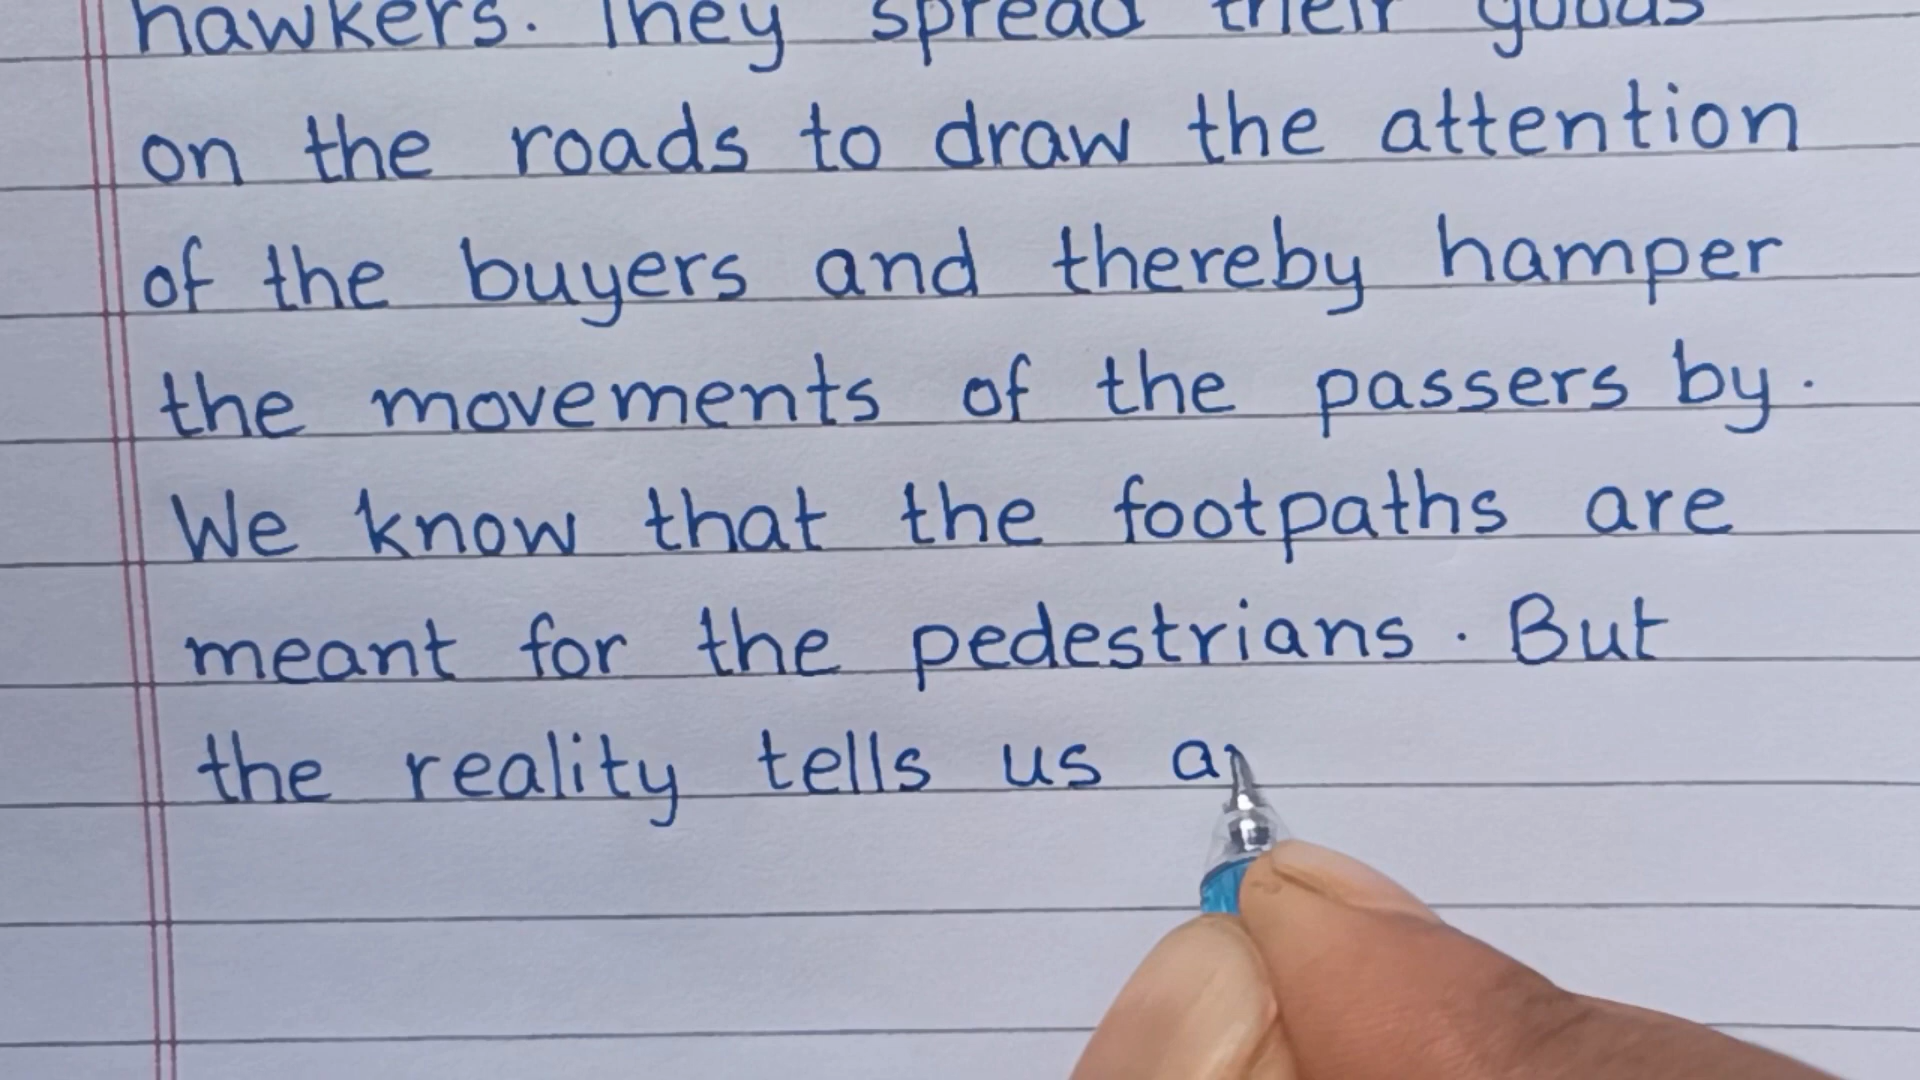 hawkers. They spread their goods
on the roads to draw the attention
of the buyers and thereby hamper
the movements of the passers by.
We know that the footpaths are
meant for the pedestrians. But
the reality tells us